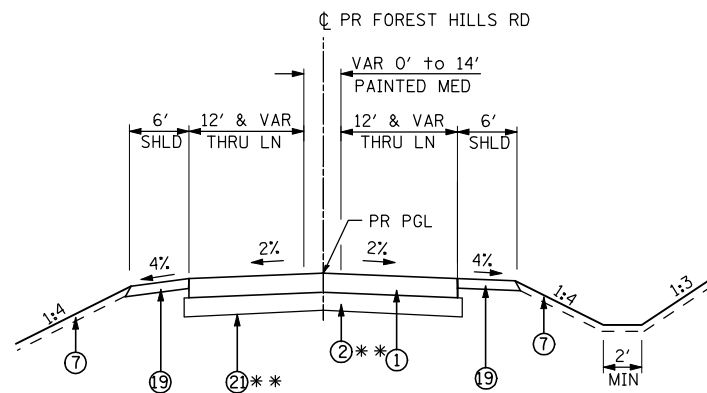 ℄ PR FOREST HILLS RD
VAR 0' to 14'
PAINTED MED
6'
SHLD
12' & VAR
THRU LN
12' & VAR
THRU LN
6'
SHLD
PR PGL
4%
2%
2%
4%
1:4
1:4
1:3
7
19
21**
2**
1
19
7
2'
MIN